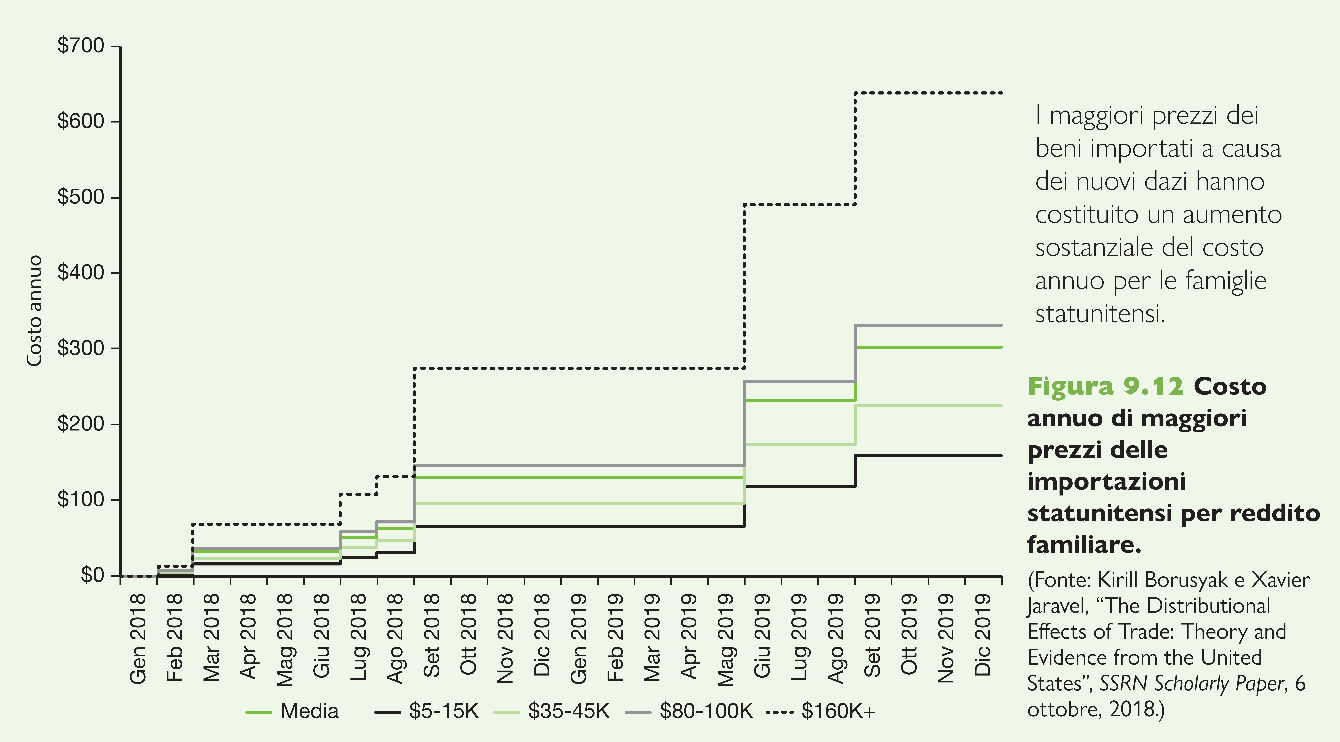 $700
$600
$500
$400
$300
$200
$100
$0
Costo annuo
Gen 2018
Feb 2018
Mar 2018
Apr 2018
Mag 2018
Giu 2018
Lug 2018
Ago 2018
Set 2018
Ott 2018
Nov 2018
Dic 2018
Gen 2019
Feb 2019
Mar 2019
Apr 2019
Mag 2019
Giu 2019
Lug 2019
Ago 2019
Set 2019
Ott 2019
Nov 2019
Dic 2019
Media $5-15K $35-45K $80-100K $160K+
I maggiori prezzi dei
beni importati a causa
dei nuovi dazi hanno
costituito un aumento
sostanziale del costo
annuo per le famiglie
statunitensi.
Figura 9.12 Costo
annuo di maggiori
prezzi delle
importazioni
statunitensi per reddito
familiare.
(Fonte: Kirill Borusyak e Xavier
Jaravel, “The Distributional
Effects of Trade: Theory and
Evidence from the United
States”, SSRN Scholarly Paper, 6
ottobre, 2018.)